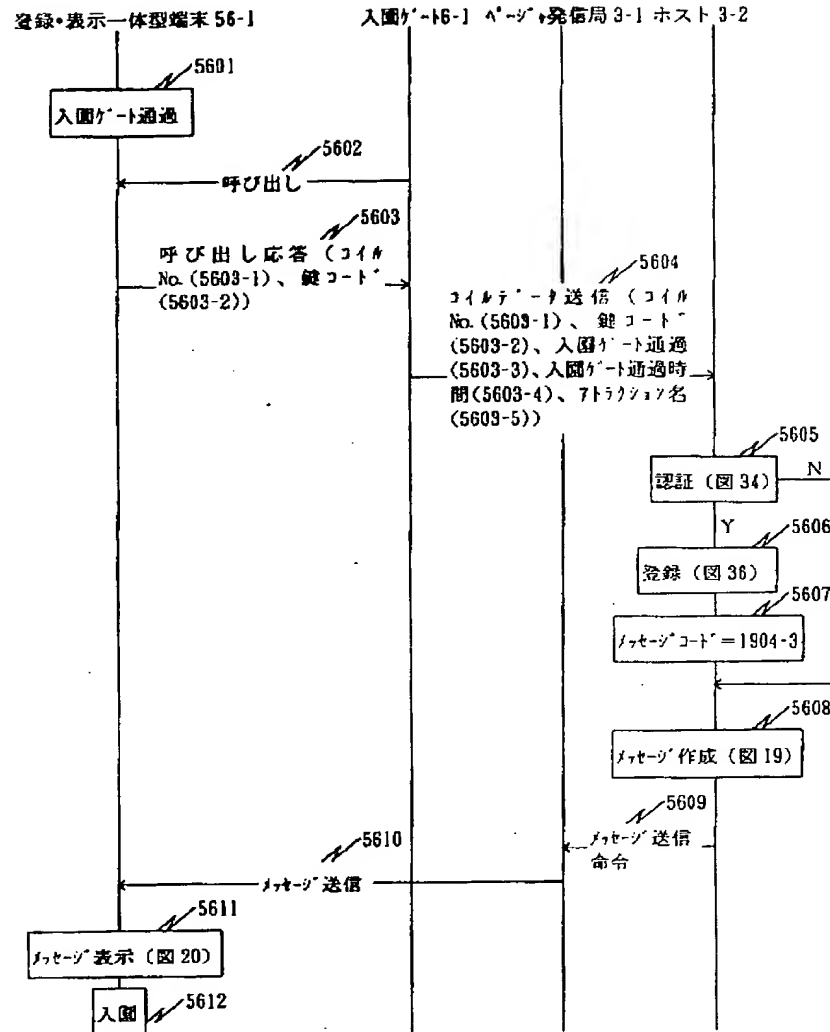 登録・表示一体型端末 56-1
入園ゲート6-1 ページャ発信局 3-1 ホスト 3-2
5601
入園ゲート通過
5602
呼び出し
5603
呼び出し応答（コイル
No.(5603-1)、鍵コード
(5603-2))
5604
コイルデータ送信（コイル
No.(5603-1)、鍵コード
(5603-2)、入園ゲート通過
(5603-3)、入園ゲート通過時
間(5603-4)、アトラクション名
(5603-5))
5605
認証（図34）
N
Y
5606
登録（図36）
5607
メッセージコード＝1904-3
5608
メッセージ作成（図19）
5609
メッセージ送信
命令
5610
メッセージ送信
5611
メッセージ表示（図20）
入園
5612